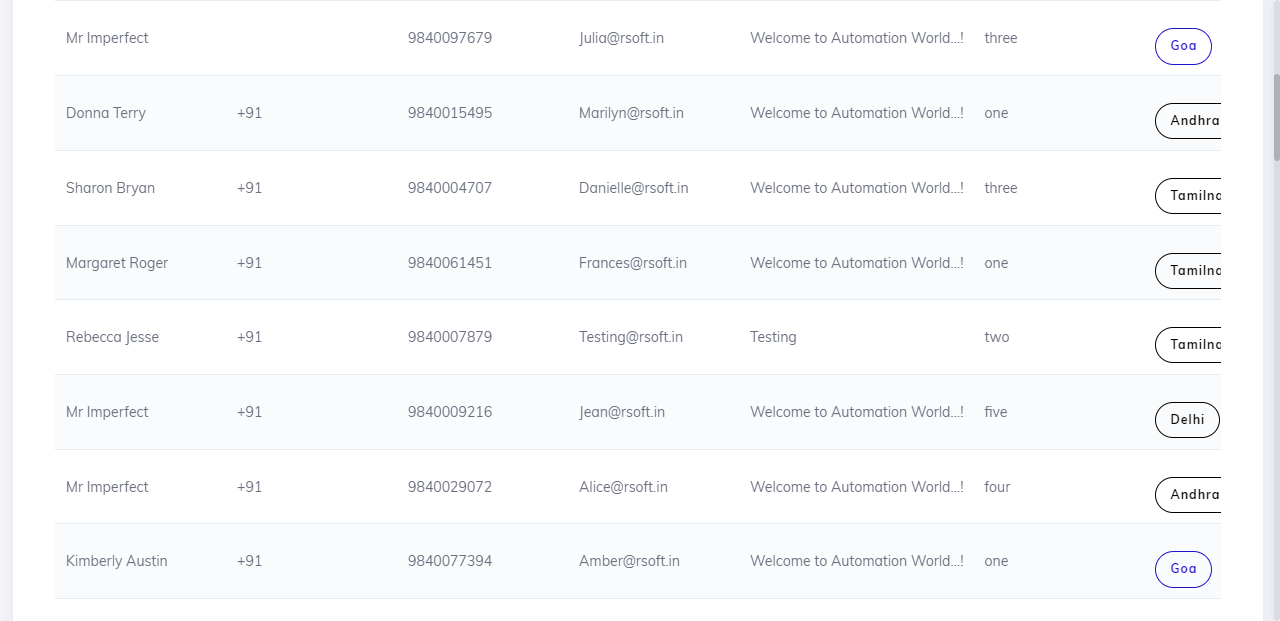 Mr Imperfect 9840097679 Julia@rsoft.in Welcome to Automation World...! three Goa
Donna Terry +91 9840015495 Marilyn@rsoft.in Welcome to Automation World...! one Andhra
Sharon Bryan +91 9840004707 Danielle@rsoft.in Welcome to Automation World...! three Tamilna
Margaret Roger +91 9840061451 Frances@rsoft.in Welcome to Automation World...! one Tamilna
Rebecca Jesse +91 9840007879 Testing@rsoft.in Testing two Tamilna
Mr Imperfect +91 9840009216 Jean@rsoft.in Welcome to Automation World...! five Delhi
Mr Imperfect +91 9840029072 Alice@rsoft.in Welcome to Automation World...! four Andhra
Kimberly Austin +91 9840077394 Amber@rsoft.in Welcome to Automation World...! one Goa